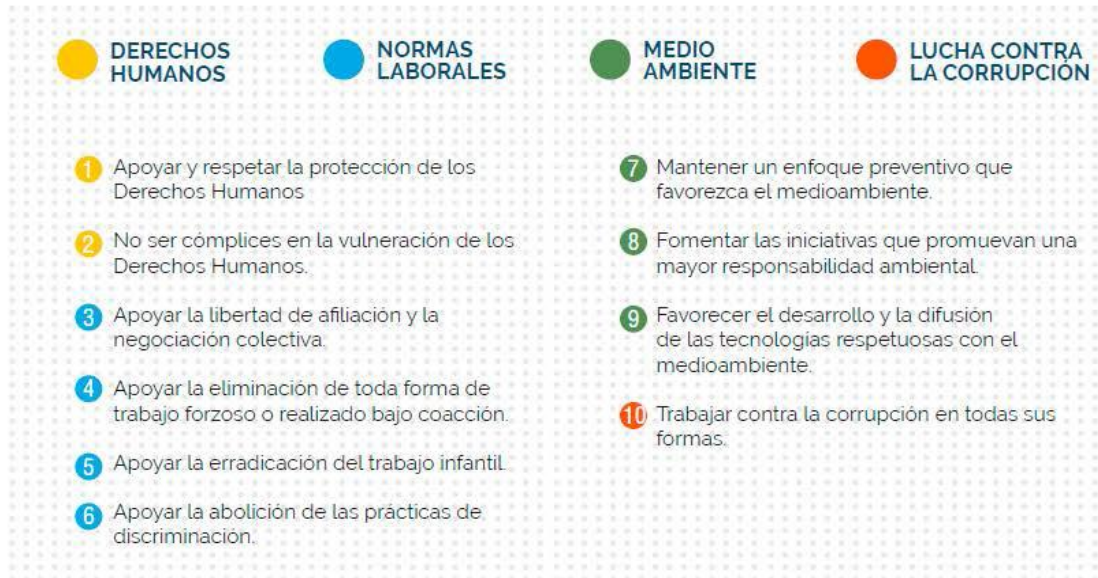 DERECHOS
HUMANOS
NORMAS
LABORALES
MEDIO
AMBIENTE
LUCHA CONTRA
LA CORRUPCIÓN
1 Apoyar y respetar la protección de los
Derechos Humanos
2 No ser cómplices en la vulneración de los
Derechos Humanos.
3 Apoyar la libertad de afiliación y la
negociación colectiva.
4 Apoyar la eliminación de toda forma de
trabajo forzoso o realizado bajo coacción.
5 Apoyar la erradicación del trabajo infantil.
6 Apoyar la abolición de las prácticas de
discriminación.
7 Mantener un enfoque preventivo que
favorezca el medioambiente.
8 Fomentar las iniciativas que promuevan una
mayor responsabilidad ambiental.
9 Favorecer el desarrollo y la difusión
de las tecnologías respetuosas con el
medioambiente.
10 Trabajar contra la corrupción en todas sus
formas.